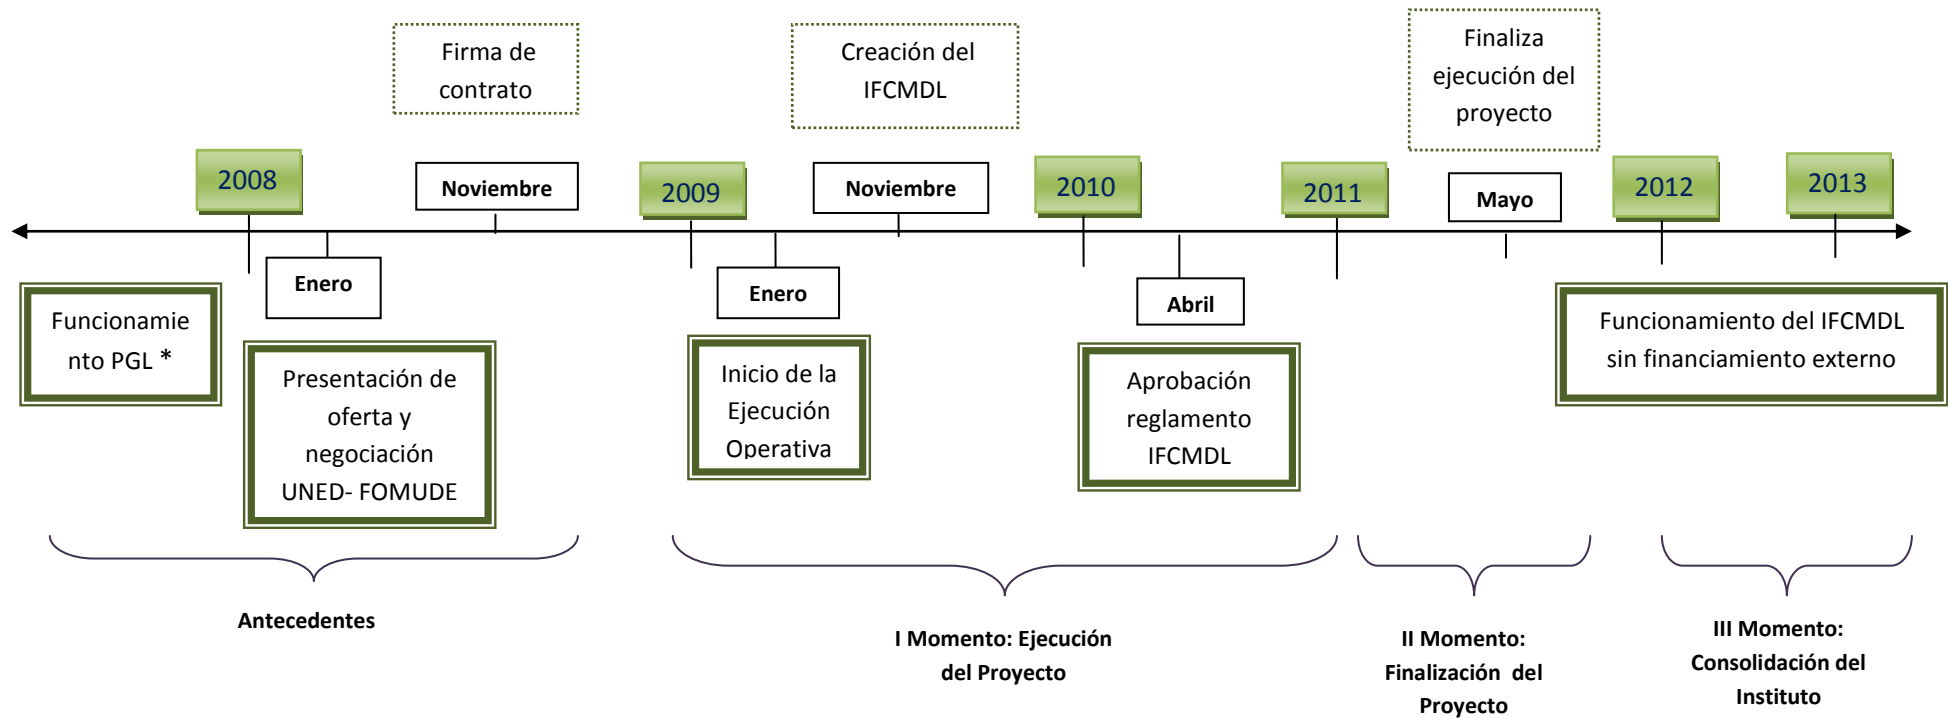 Firma de
contrato
Creación del
IFCMDL
Finaliza
ejecución del
proyecto
2008
Noviembre
2009
Noviembre
2010
2011
Mayo
2012
2013
Enero
Enero
Abril
Funcionamie
nto PGL *
Presentación de
oferta y
negociación
UNED- FOMUDE
Inicio de la
Ejecución
Operativa
Aprobación
reglamento
IFCMDL
Funcionamiento del IFCMDL
sin financiamiento externo
Antecedentes
I Momento: Ejecución
del Proyecto
II Momento:
Finalización del
Proyecto
III Momento:
Consolidación del
Instituto